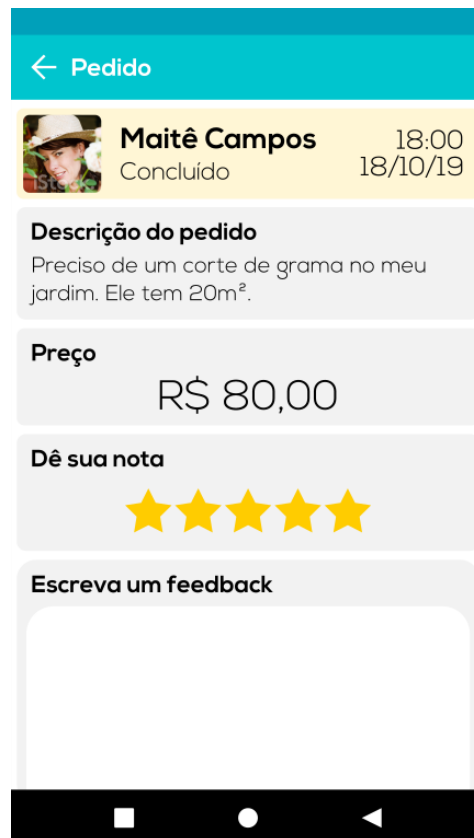 Pedido
Maitê Campos
18:00
Concluído
18/10/19
Descrição do pedido
Preciso de um corte de grama no meu
jardim. Ele tem 20m².
Preço
R$ 80,00
Dê sua nota
Escreva um feedback